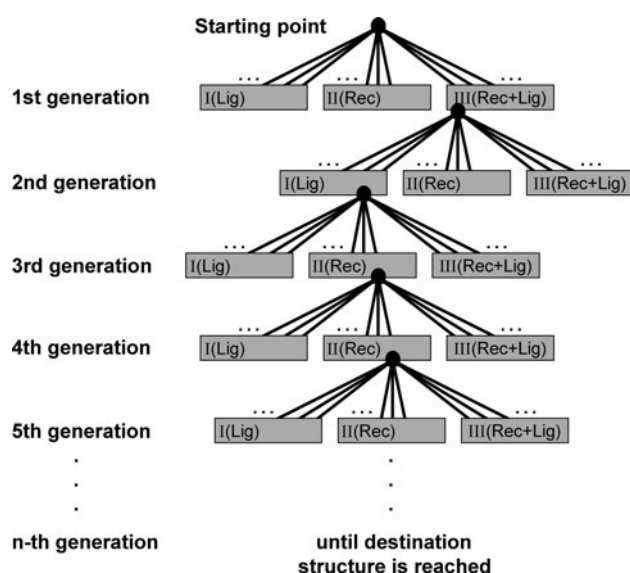 Starting point
... ... ...
1st generation I(Lig) II(Rec) III(Rec+Lig)
... ... ...
2nd generation I(Lig) II(Rec) III(Rec+Lig)
... ... ...
3rd generation I(Lig) II(Rec) III(Rec+Lig)
... ... ...
4th generation I(Lig) II(Rec) III(Rec+Lig)
... ... ...
5th generation I(Lig) II(Rec) III(Rec+Lig)
. .
. .
. .
n-th generation until destination
structure is reached